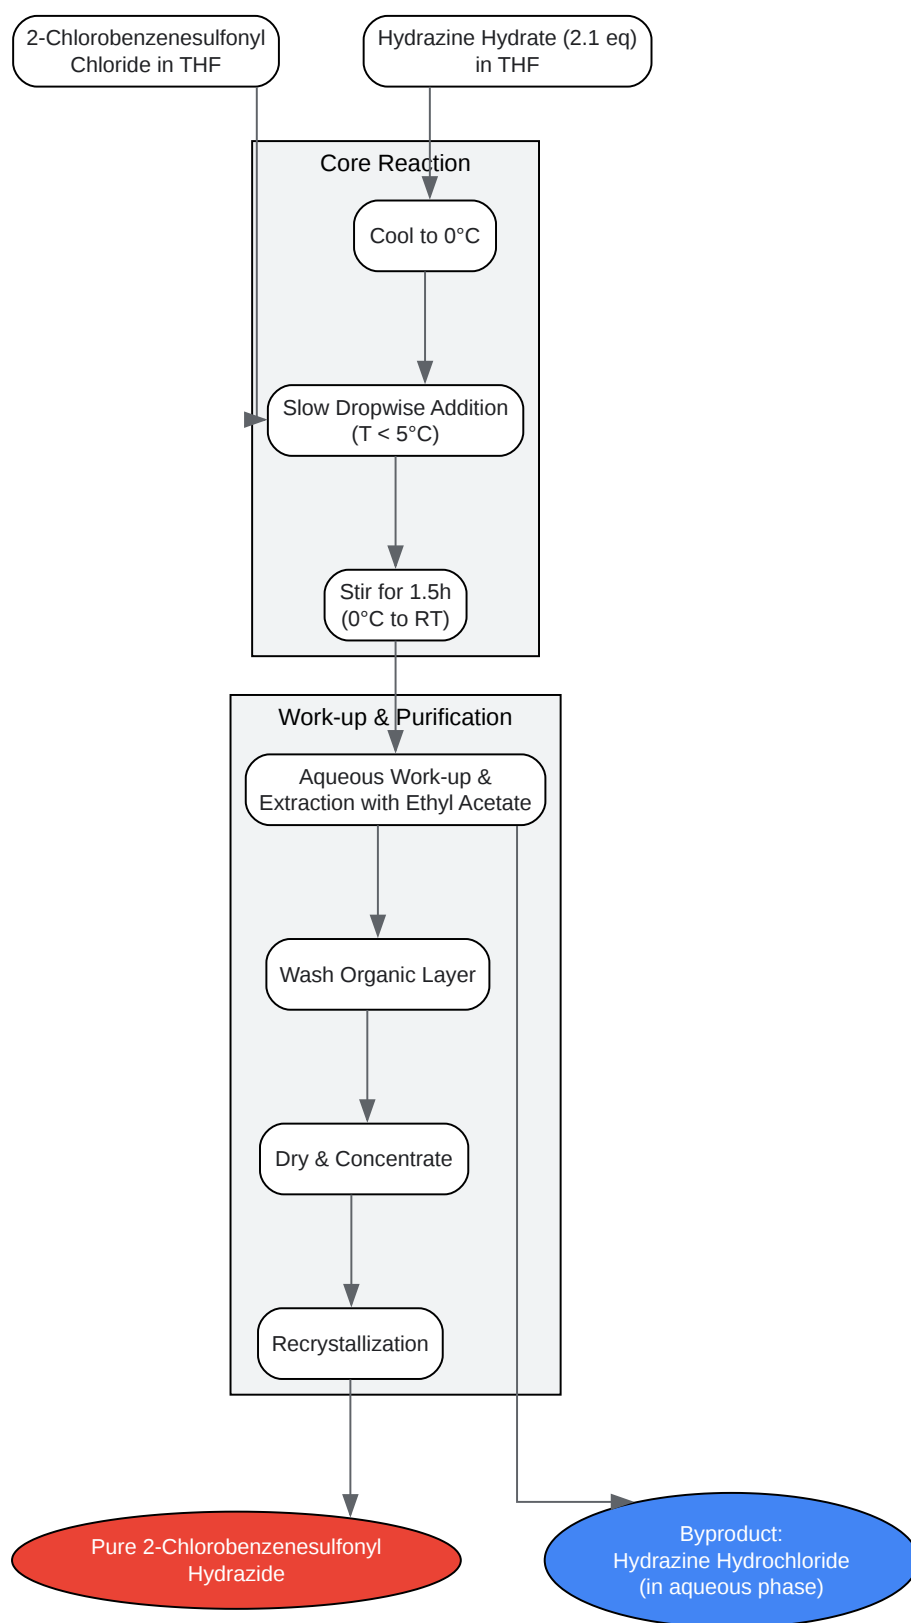 2-Chlorobenzenesulfonyl
Chloride in THF
Hydrazine Hydrate (2.1 eq)
in THF
Core Reaction
Cool to 0°C
Slow Dropwise Addition
(T < 5°C)
Stir for 1.5h
(0°C to RT)
Work-up & Purification
Aqueous Work-up &
Extraction with Ethyl Acetate
Wash Organic Layer
Dry & Concentrate
Recrystallization
Pure 2-Chlorobenzenesulfonyl
Hydrazide
Byproduct:
Hydrazine Hydrochloride
(in aqueous phase)